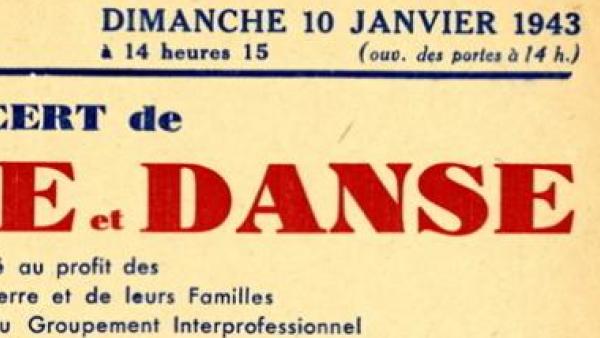 DIMANCHE 10 JANVIER 1943
à 14 heures 15 (ouv. des portes à 14 h.)
CERT de
E et DANSE
é au profit des
erre et de leurs Familles
u Groupement Interprofessionnel